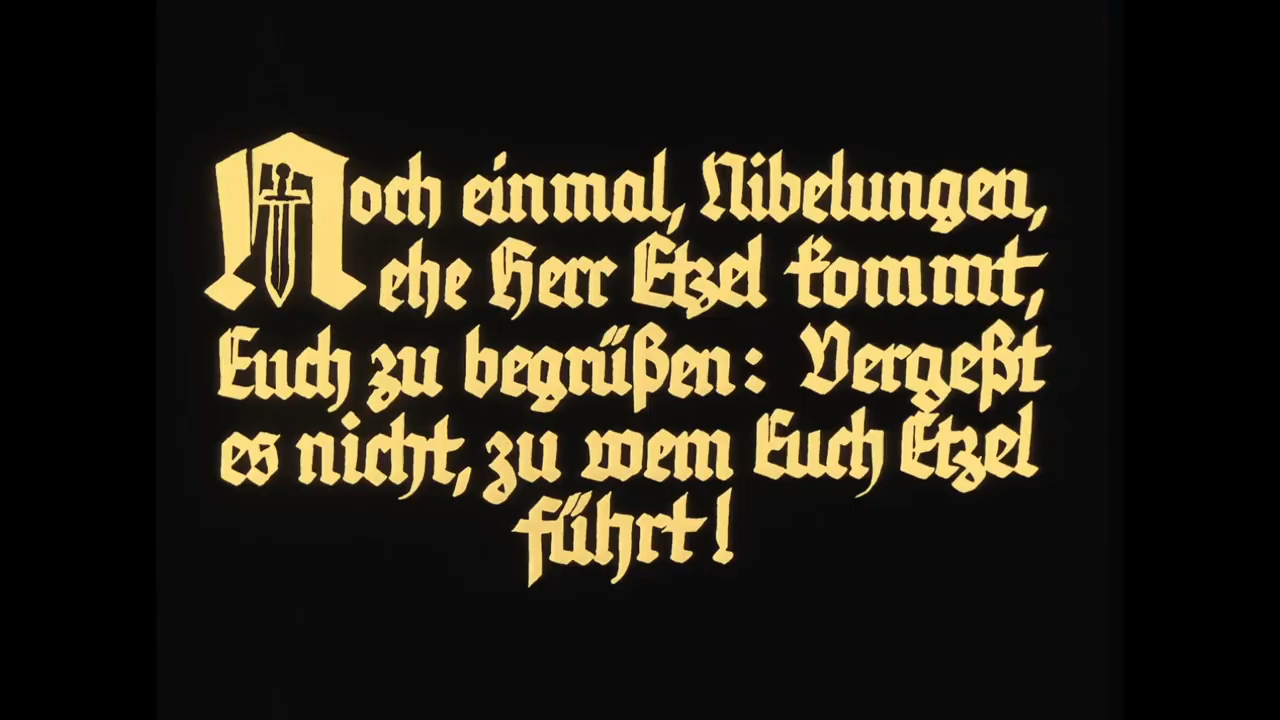 Noch einmal, Nibelungen,
ehe Herr Etzel kommt,
Euch zu begrüßen: Vergeßt
es nicht, zu wem Euch Etzel
führt!